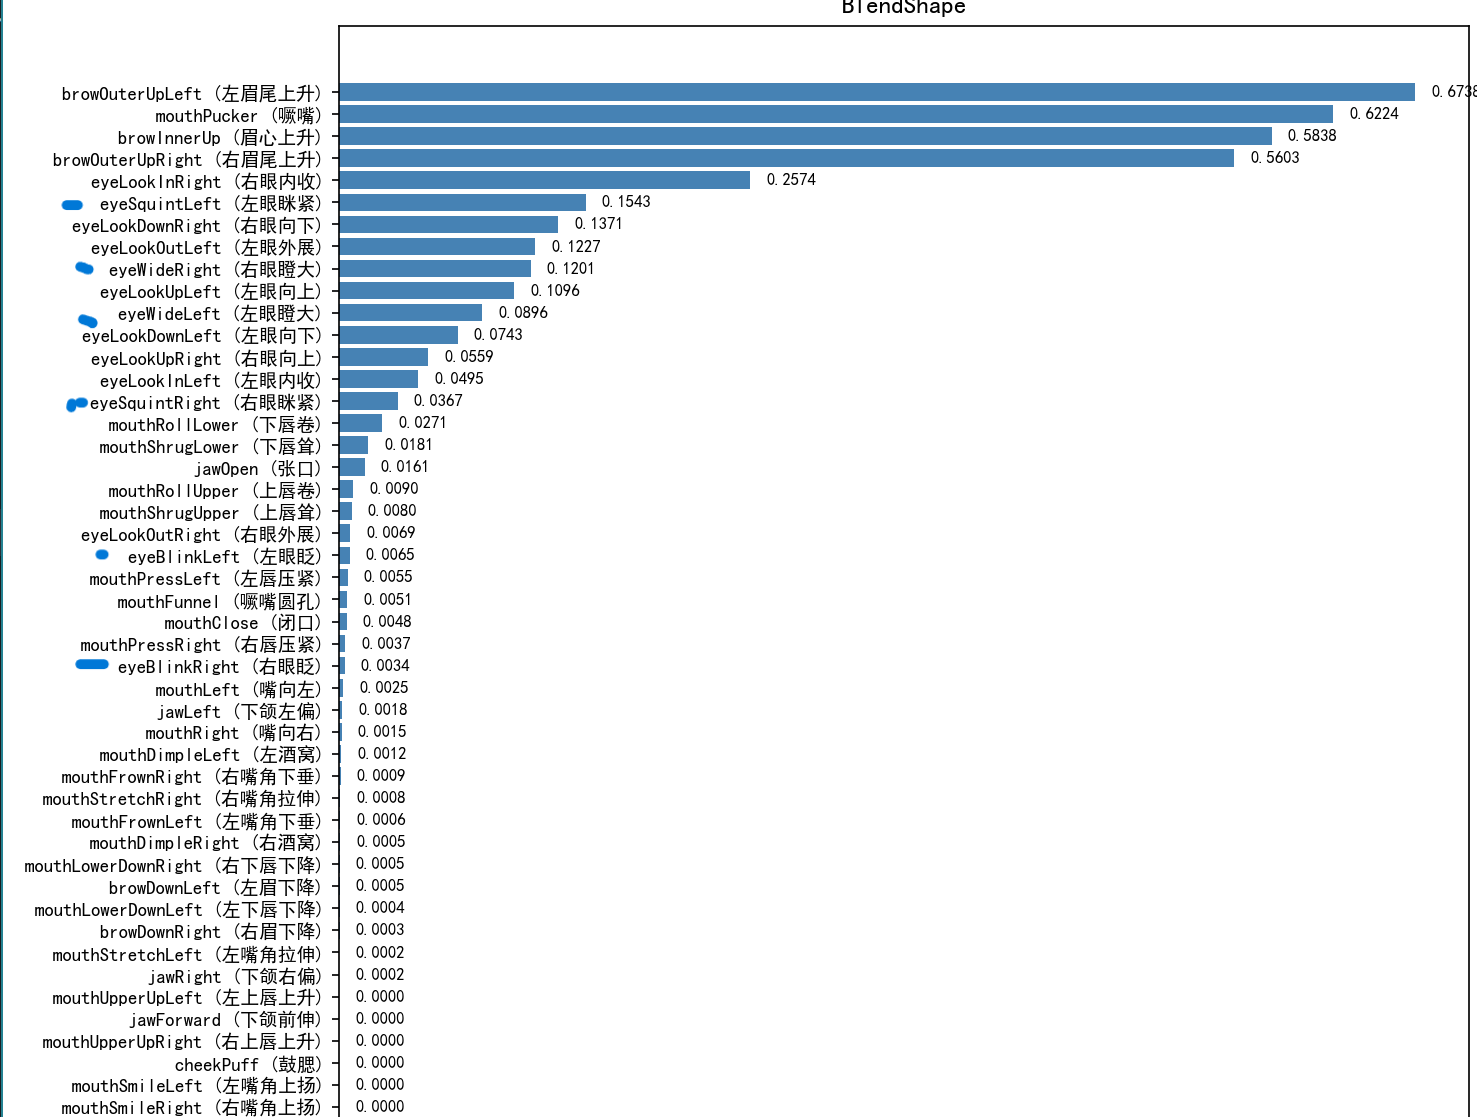 BlendShape
browOuterUpLeft (左眉尾上升) 0.6738
mouthPucker (噘嘴) 0.6224
browInnerUp (眉心上升) 0.5838
browOuterUpRight (右眉尾上升) 0.5603
eyeLookInRight (右眼内收) 0.2574
eyeSquintLeft (左眼眯紧) 0.1543
eyeLookDownRight (右眼向下) 0.1371
eyeLookOutLeft (左眼外展) 0.1227
eyeWideRight (右眼瞪大) 0.1201
eyeLookUpLeft (左眼向上) 0.1096
eyeWideLeft (左眼瞪大) 0.0896
eyeLookDownLeft (左眼向下) 0.0743
eyeLookUpRight (右眼向上) 0.0559
eyeLookInLeft (左眼内收) 0.0495
eyeSquintRight (右眼眯紧) 0.0367
mouthRollLower (下唇卷) 0.0271
mouthShrugLower (下唇耸) 0.0181
jawOpen (张口) 0.0161
mouthRollUpper (上唇卷) 0.0090
mouthShrugUpper (上唇耸) 0.0080
eyeLookOutRight (右眼外展) 0.0069
eyeBlinkLeft (左眼眨) 0.0065
mouthPressLeft (左唇压紧) 0.0055
mouthFunnel (噘嘴圆孔) 0.0051
mouthClose (闭口) 0.0048
mouthPressRight (右唇压紧) 0.0037
eyeBlinkRight (右眼眨) 0.0034
mouthLeft (嘴向左) 0.0025
jawLeft (下颌左偏) 0.0018
mouthRight (嘴向右) 0.0015
mouthDimpleLeft (左酒窝) 0.0012
mouthFrownRight (右嘴角下垂) 0.0009
mouthStretchRight (右嘴角拉伸) 0.0008
mouthFrownLeft (左嘴角下垂) 0.0006
mouthDimpleRight (右酒窝) 0.0005
mouthLowerDownRight (右下唇下降) 0.0005
browDownLeft (左眉下降) 0.0005
mouthLowerDownLeft (左下唇下降) 0.0004
browDownRight (右眉下降) 0.0003
mouthStretchLeft (左嘴角拉伸) 0.0002
jawRight (下颌右偏) 0.0002
mouthUpperUpLeft (左上唇上升) 0.0000
jawForward (下颌前伸) 0.0000
mouthUpperUpRight (右上唇上升) 0.0000
cheekPuff (鼓腮) 0.0000
mouthSmileLeft (左嘴角上扬) 0.0000
mouthSmileRight (右嘴角上扬) 0.0000